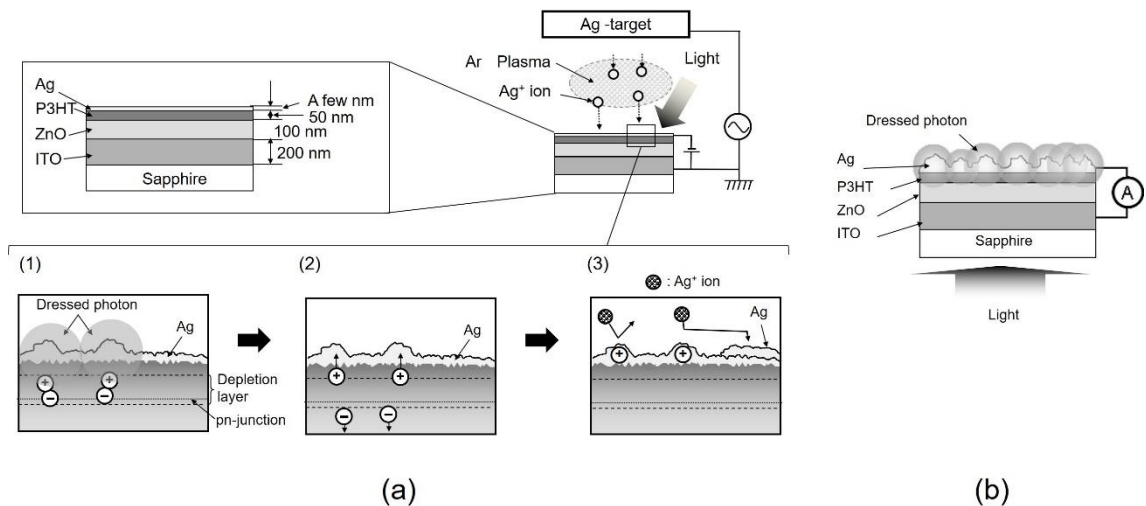 Ag -target
Ar Plasma
Light
Ag⁺ ion
Ag
P3HT
ZnO
ITO
A few nm
50 nm
100 nm
200 nm
Sapphire
Dressed photon
Ag
P3HT
ZnO
ITO
Sapphire
A
Light
(1)
Dressed photon
Ag
+
+
−
−
Depletion
layer
pn-junction
(2)
Ag
+
+
−
−
(3)
: Ag⁺ ion
Ag
+
+
(a)
(b)